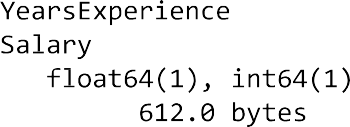 YearsExperience
Salary
float64(1), int64(1)
612.0 bytes